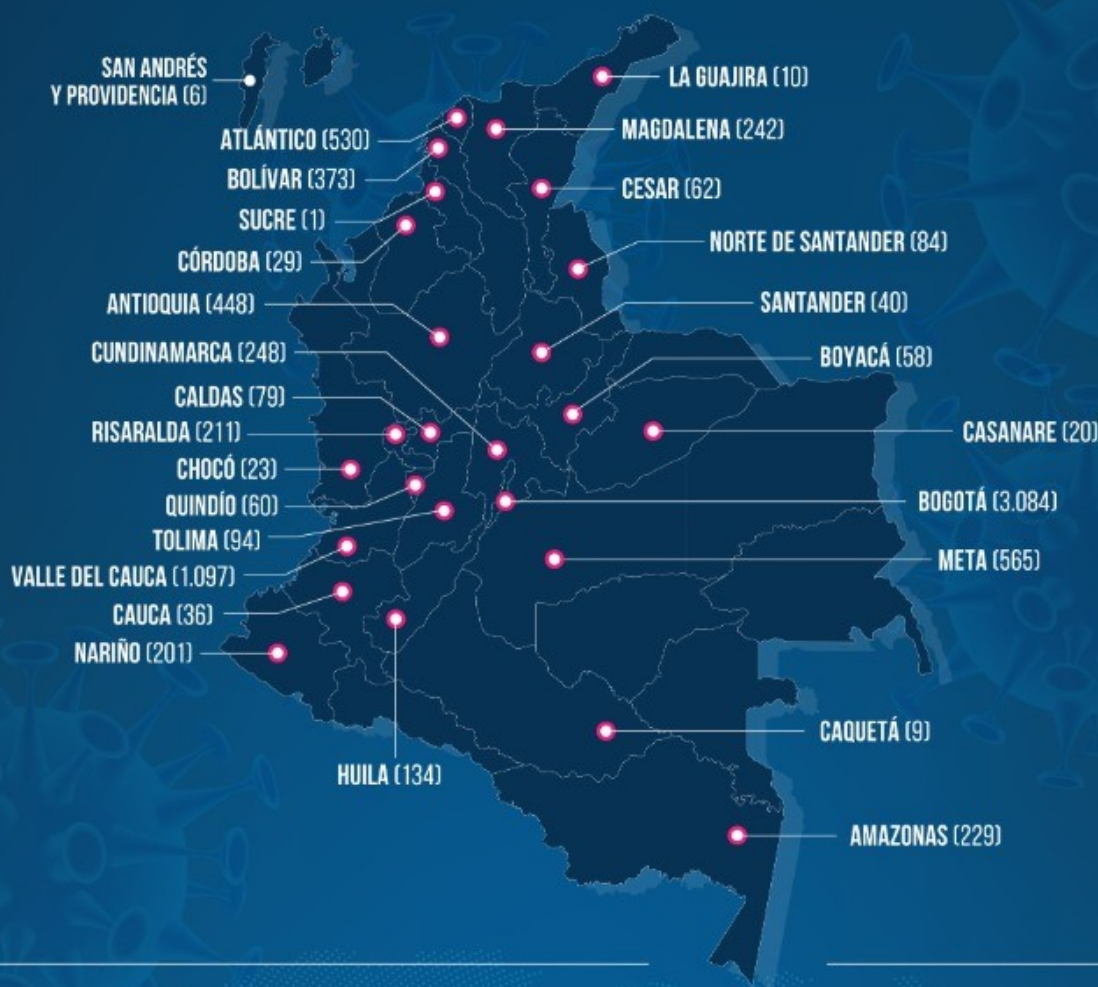 SAN ANDRÉS
Y PROVIDENCIA (6)
ATLÁNTICO (530)
BOLÍVAR (373)
SUCRE (1)
CÓRDOBA (29)
ANTIOQUIA (448)
CUNDINAMARCA (248)
CALDAS (79)
RISARALDA (211)
CHOCÓ (23)
QUINDÍO (60)
TOLIMA (94)
VALLE DEL CAUCA (1.097)
CAUCA (36)
NARIÑO (201)
HUILA (134)
LA GUAJIRA (10)
MAGDALENA (242)
CESAR (62)
NORTE DE SANTANDER (84)
SANTANDER (40)
BOYACÁ (58)
CASANARE (20)
BOGOTÁ (3.084)
META (565)
CAQUETÁ (9)
AMAZONAS (229)